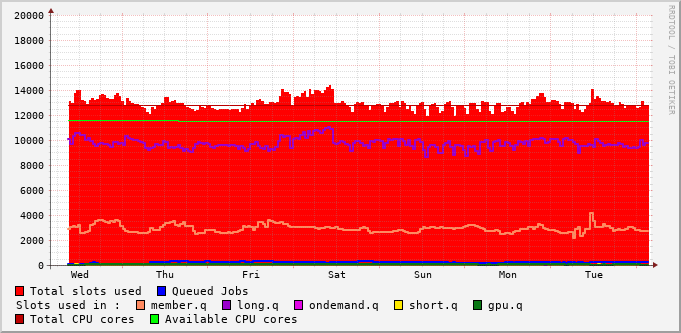 RRDTOOL / TOBI OETIKER
20000
18000
16000
14000
12000
10000
8000
6000
4000
2000
0
Wed Thu Fri Sat Sun Mon Tue
Total slots used Queued Jobs
Slots used in : member.q long.q ondemand.q short.q gpu.q
Total CPU cores Available CPU cores